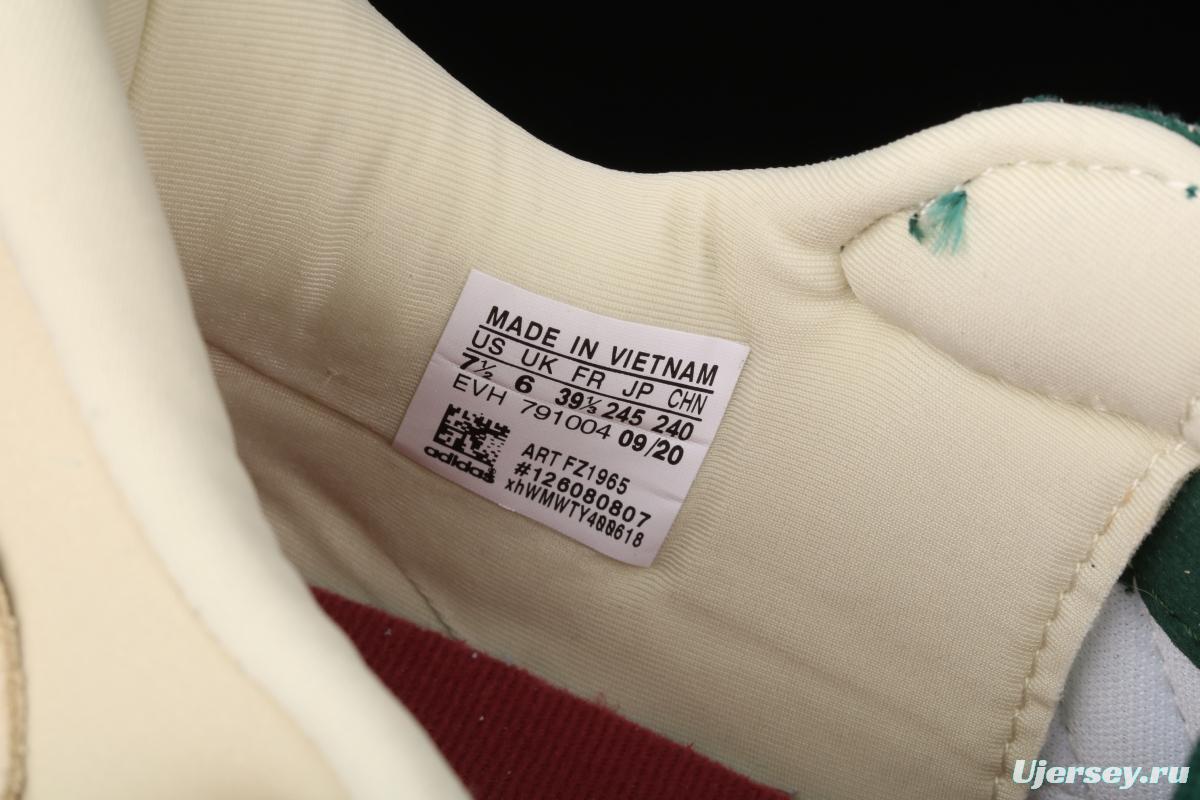 MADE IN VIETNAM
US UK FR JP CHN
7½ 6 39⅓ 245 240
EVH 791004 09/20
adidas
ART FZ1965
#126080807
xhWMWTY400618
Ujersey.ru